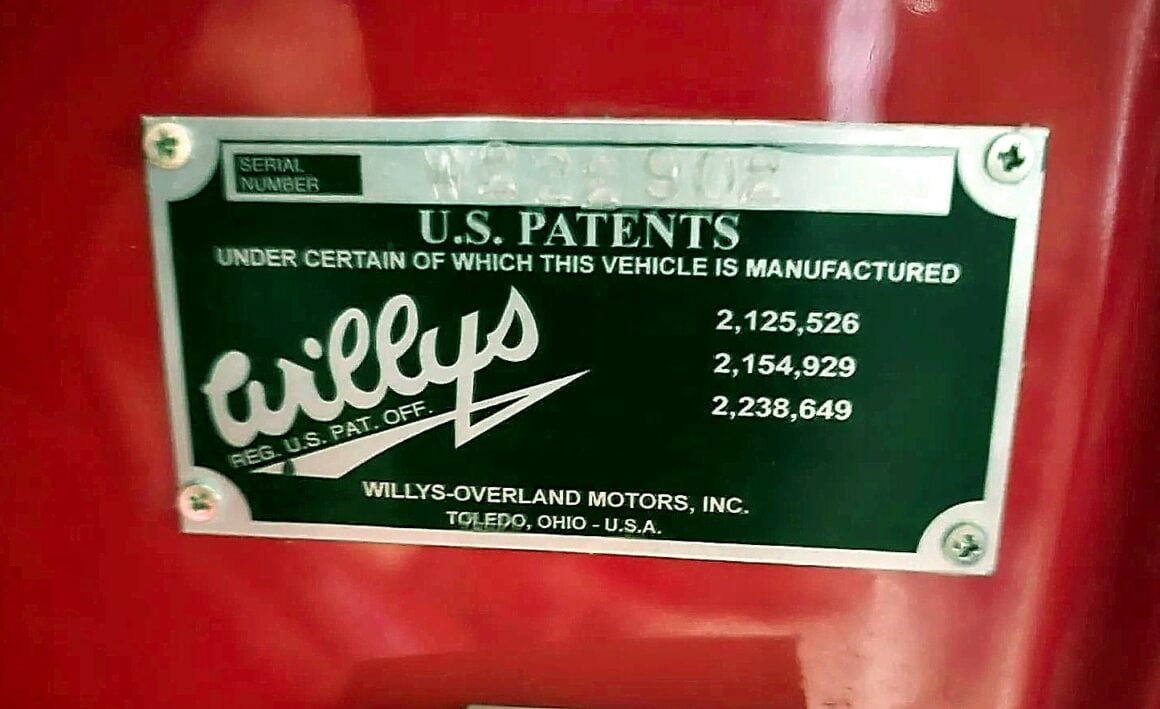 SERIAL
NUMBER
U.S. PATENTS
UNDER CERTAIN OF WHICH THIS VEHICLE IS MANUFACTURED
2,125,526
2,154,929
2,238,649
Willys
REG. U.S. PAT. OFF.
WILLYS-OVERLAND MOTORS, INC.
TOLEDO, OHIO - U.S.A.